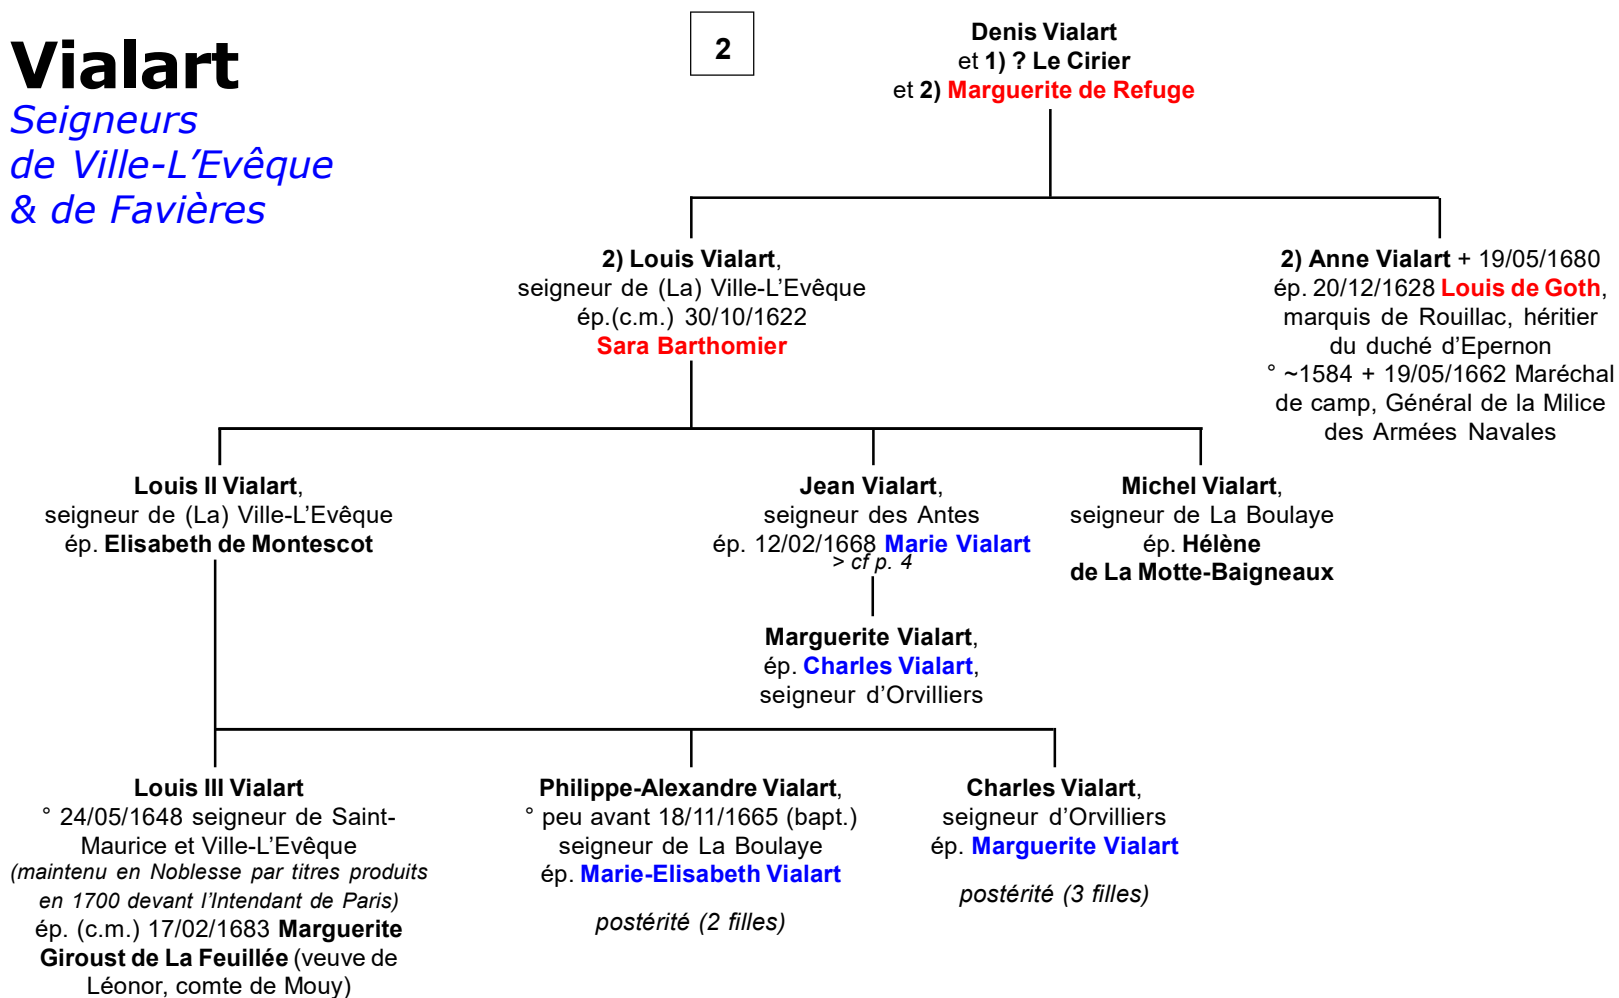 Vialart
Seigneurs
de Ville-L'Evêque
& de Favières
2
Denis Vialart
et 1) ? Le Cirier
et 2) Marguerite de Refuge
2) Louis Vialart,
seigneur de (La) Ville-L'Evêque
ép.(c.m.) 30/10/1622
Sara Barthomier
2) Anne Vialart + 19/05/1680
ép. 20/12/1628 Louis de Goth,
marquis de Rouillac, héritier
du duché d'Epernon
° ~1584 + 19/05/1662 Maréchal
de camp, Général de la Milice
des Armées Navales
Louis II Vialart,
seigneur de (La) Ville-L'Evêque
ép. Elisabeth de Montescot
Jean Vialart,
seigneur des Antes
ép. 12/02/1668 Marie Vialart
> cf p. 4
Michel Vialart,
seigneur de La Boulaye
ép. Hélène
de La Motte-Baigneaux
Marguerite Vialart,
ép. Charles Vialart,
seigneur d'Orvilliers
Louis III Vialart
° 24/05/1648 seigneur de Saint-
Maurice et Ville-L'Evêque
(maintenu en Noblesse par titres produits
en 1700 devant l'Intendant de Paris)
ép. (c.m.) 17/02/1683 Marguerite
Giroust de La Feuillée (veuve de
Léonor, comte de Mouy)
Philippe-Alexandre Vialart,
° peu avant 18/11/1665 (bapt.)
seigneur de La Boulaye
ép. Marie-Elisabeth Vialart
postérité (2 filles)
Charles Vialart,
seigneur d'Orvilliers
ép. Marguerite Vialart
postérité (3 filles)